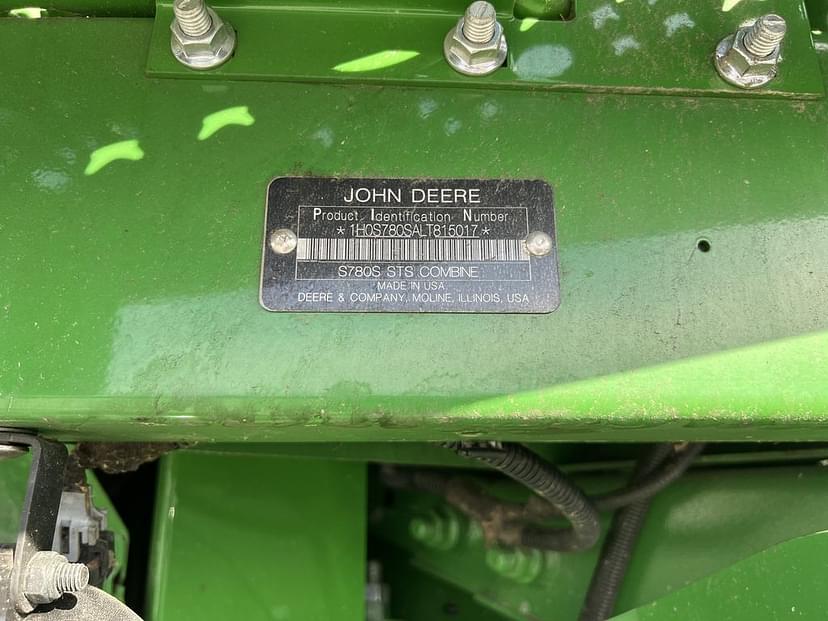 JOHN DEERE
Product Identification Number
*1H0S780SALT815017*
S780S STS COMBINE
MADE IN USA
DEERE & COMPANY, MOLINE, ILLINOIS, USA